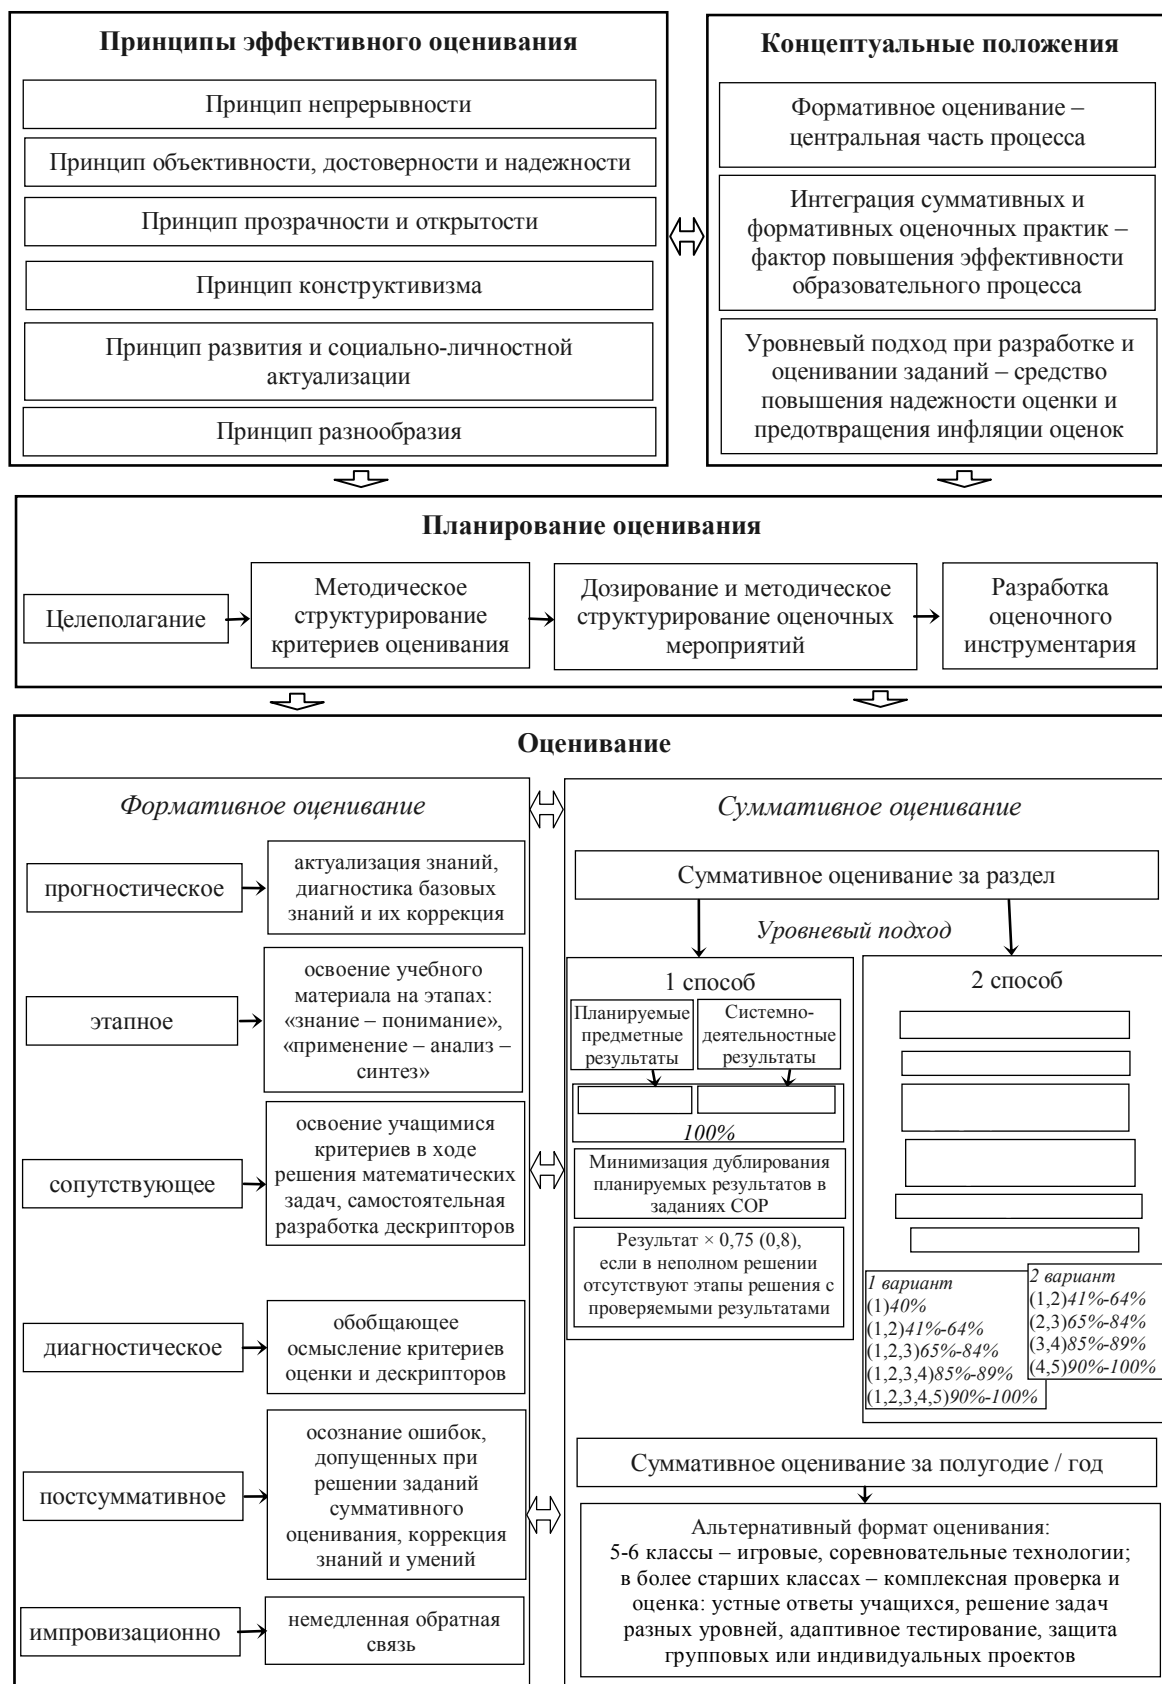 Принципы эффективного оценивания
Принцип непрерывности
Принцип объективности, достоверности и надежности
Принцип прозрачности и открытости
Принцип конструктивизма
Принцип развития и социально-личностной
актуализации
Принцип разнообразия
Концептуальные положения
Формативное оценивание –
центральная часть процесса
Интеграция суммативных и
формативных оценочных практик –
фактор повышения эффективности
образовательного процесса
Уровневый подход при разработке и
оценивании заданий – средство
повышения надежности оценки и
предотвращения инфляции оценок
Планирование оценивания
Целеполагание
Методическое
структурирование
критериев оценивания
Дозирование и методическое
структурирование оценочных
мероприятий
Разработка
оценочного
инструментария
Оценивание
Формативное оценивание
прогностическое
актуализация знаний,
диагностика базовых
знаний и их коррекция
этапное
освоение учебного
материала на этапах:
«знание – понимание»,
«применение – анализ –
синтез»
сопутствующее
освоение учащимися
критериев в ходе
решения математических
задач, самостоятельная
разработка дескрипторов
диагностическое
обобщающее
осмысление критериев
оценки и дескрипторов
постсуммативное
осознание ошибок,
допущенных при
решении заданий
суммативного
оценивания, коррекция
знаний и умений
импровизационно
немедленная обратная
связь
Суммативное оценивание
Суммативное оценивание за раздел
Уровневый подход
1 способ
Планируемые
предметные
результаты
Системно-
деятельностные
результаты
100%
Минимизация дублирования
планируемых результатов в
заданиях СОР
Результат × 0,75 (0,8),
если в неполном решении
отсутствуют этапы решения с
проверяемыми результатами
2 способ
1 вариант
(1)40%
(1,2)41%-64%
(1,2,3)65%-84%
(1,2,3,4)85%-89%
(1,2,3,4,5)90%-100%
2 вариант
(1,2)41%-64%
(2,3)65%-84%
(3,4)85%-89%
(4,5)90%-100%
Суммативное оценивание за полугодие / год
Альтернативный формат оценивания:
5-6 классы – игровые, соревновательные технологии;
в более старших классах – комплексная проверка и
оценка: устные ответы учащихся, решение задач
разных уровней, адаптивное тестирование, защита
групповых или индивидуальных проектов